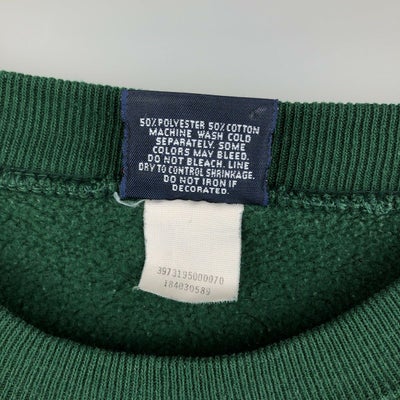 50% POLYESTER 50% COTTON
MACHINE WASH COLD
SEPARATELY. SOME
COLORS MAY BLEED.
DO NOT BLEACH. LINE
DRY TO CONTROL SHRINKAGE.
DO NOT IRON IF
DECORATED.
3973195000070
184030589